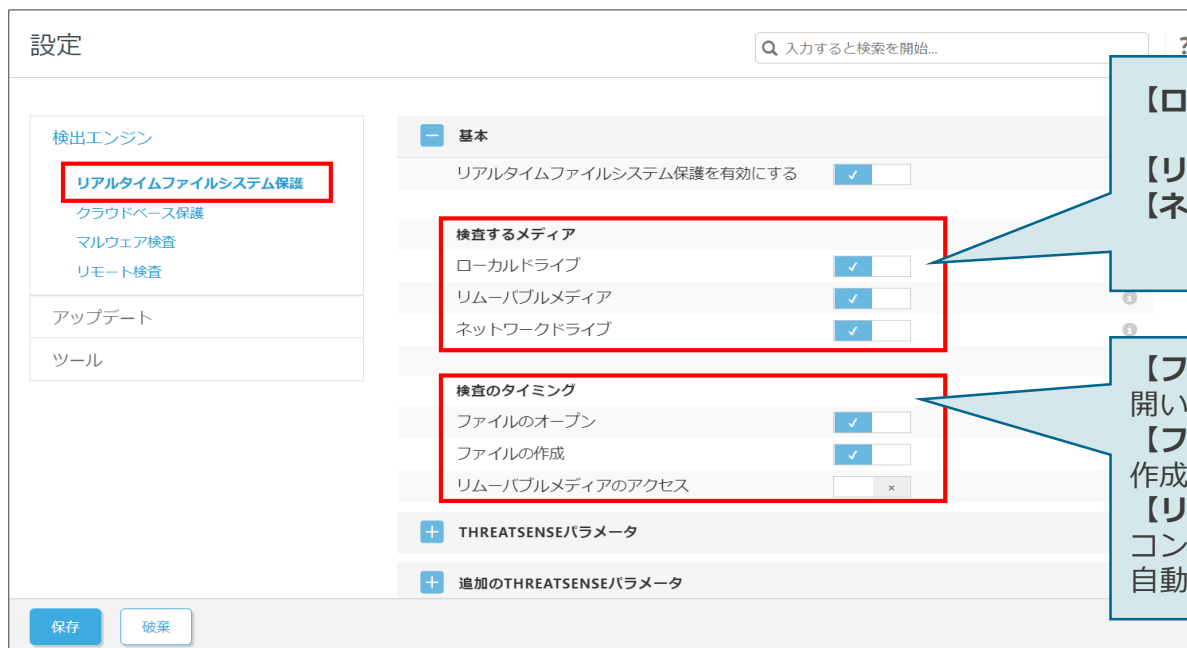 設定
入力すると検索を開始...
?
検出エンジン
リアルタイムファイルシステム保護
クラウドベース保護
マルウェア検査
リモート検査
アップデート
ツール
基本
リアルタイムファイルシステム保護を有効にする
検査するメディア
ローカルドライブ
リムーバブルメディア
ネットワークドライブ
検査のタイミング
ファイルのオープン
ファイルの作成
リムーバブルメディアのアクセス
THREATSENSEパラメータ
追加のTHREATSENSEパラメータ
【ロ
【リ
【ネ
【フ
開い
【フ
作成
【リ
コン
自動
保存
破棄